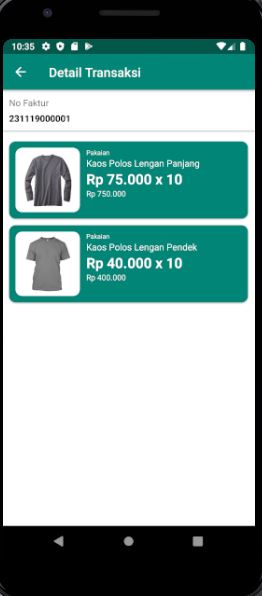 10:35
Detail Transaksi
No Faktur
231119000001
Pakaian
Kaos Polos Lengan Panjang
Rp 75.000 x 10
Rp 750.000
Pakaian
Kaos Polos Lengan Pendek
Rp 40.000 x 10
Rp 400.000